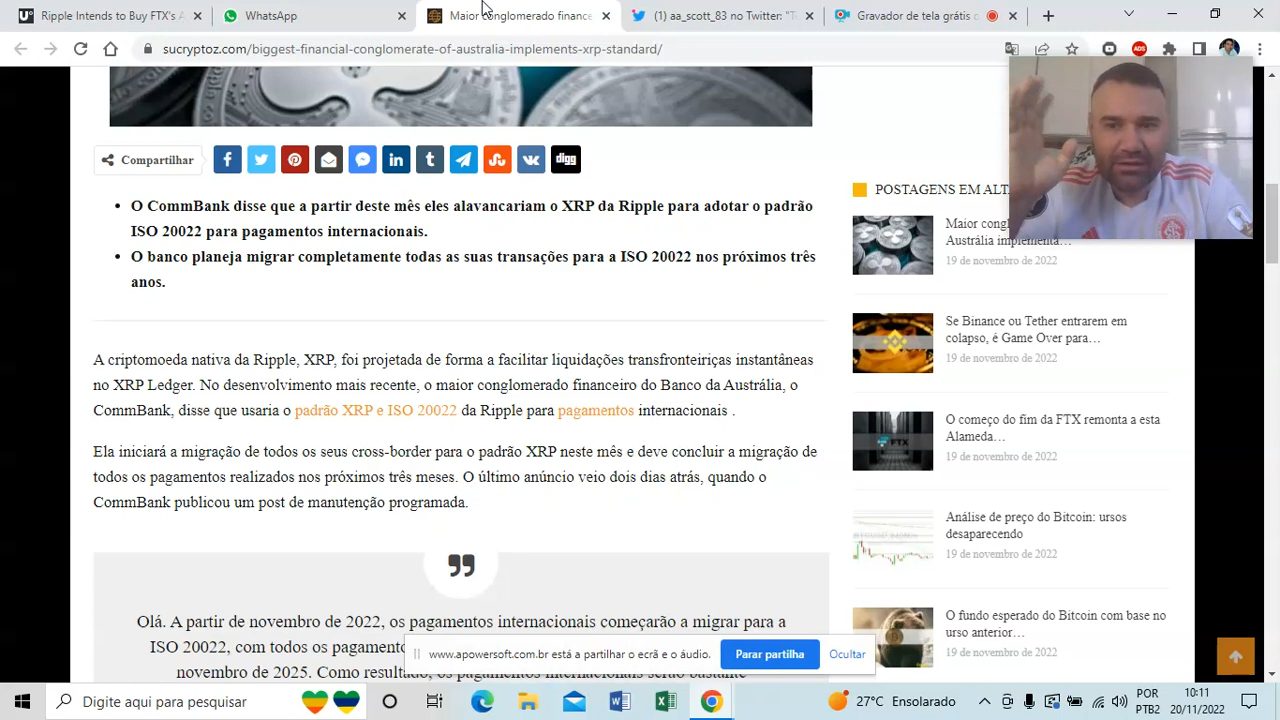 Ripple Intends to Buy FTX A
WhatsApp
Maior conglomerado finance
(1) aa_scott_03 no Twitter: "T
Gravador de tela grátis o
sucryptoz.com/biggest-financial-conglomerate-of-australia-implements-xrp-standard/
ADS
Compartilhar
digg
• O CommBank disse que a partir deste mês eles alavancariam o XRP da Ripple para adotar o padrão
ISO 20022 para pagamentos internacionais.
• O banco planeja migrar completamente todas as suas transações para a ISO 20022 nos próximos três
anos.
A criptomoeda nativa da Ripple, XRP, foi projetada de forma a facilitar liquidações transfronteiriças instantâneas
no XRP Ledger. No desenvolvimento mais recente, o maior conglomerado financeiro do Banco da Austrália, o
CommBank, disse que usaria o padrão XRP e ISO 20022 da Ripple para pagamentos internacionais .
Ela iniciará a migração de todos os seus cross-border para o padrão XRP neste mês e deve concluir a migração de
todos os pagamentos realizados nos próximos três meses. O último anúncio veio dois dias atrás, quando o
CommBank publicou um post de manutenção programada.
Olá. A partir de novembro de 2022, os pagamentos internacionais começarão a migrar para a
ISO 20022, com todos os pagamento
novembro de 2025. Como resultado, os pagamentos internacionais serão bastante
POSTAGENS EM ALTA
Maior cong
Austrália implementa…
19 de novembro de 2022
Se Binance ou Tether entrarem em
colapso, é Game Over para…
19 de novembro de 2022
FTX
O começo do fim da FTX remonta a esta
Alameda…
19 de novembro de 2022
Análise de preço do Bitcoin: ursos
desaparecendo
19 de novembro de 2022
O fundo esperado do Bitcoin com base no
urso anterior…
19 de novembro de 2022
www.apowersoft.com.br está a partilhar o ecrã e o áudio.
Parar partilha
Ocultar
Digite aqui para pesquisar
27°C Ensolarado
POR
PTB2
10:11
20/11/2022